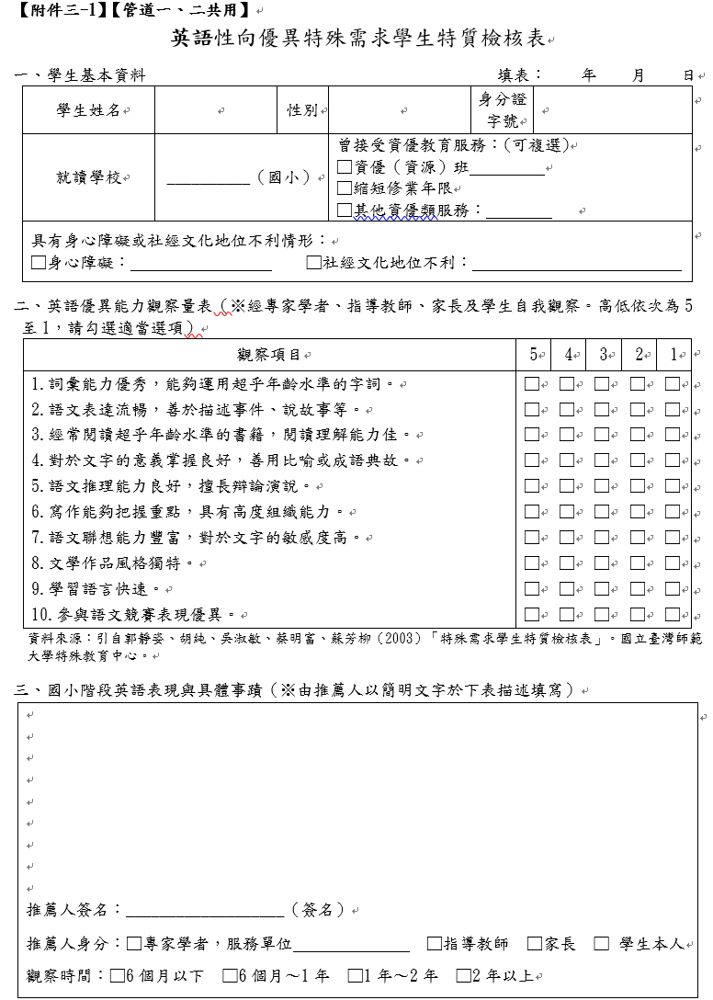 【附件三-1】【管道一、二共用】
英語性向優異特殊需求學生特質檢核表
一、學生基本資料 填表： 年 月 日
學生姓名 性別 身分證字號
就讀學校 __________（國小） 曾接受資優教育服務：(可複選)
□資優（資源）班_________
□縮短修業年限
□其他資優類服務：________
具有身心障礙或社經文化地位不利情形：
□身心障礙：_________________ □社經文化地位不利：_________________________
二、英語優異能力觀察量表（※經專家學者、指導教師、家長及學生自我觀察。高低依次為5
至1，請勾選適當選項）
觀察項目 5 4 3 2 1
1.詞彙能力優秀，能夠運用超乎年齡水準的字詞。 □ □ □ □ □
2.語文表達流暢，善於描述事件、說故事等。 □ □ □ □ □
3.經常閱讀超乎年齡水準的書籍，閱讀理解能力佳。 □ □ □ □ □
4.對於文字的意義掌握良好，善用比喻或成語典故。 □ □ □ □ □
5.語文推理能力良好，擅長辯論演說。 □ □ □ □ □
6.寫作能夠把握重點，具有高度組織能力。 □ □ □ □ □
7.語文聯想能力豐富，對於文字的敏感度高。 □ □ □ □ □
8.文學作品風格獨特。 □ □ □ □ □
9.學習語言快速。 □ □ □ □ □
10.參與語文競賽表現優異。 □ □ □ □ □
資料來源：引自郭靜姿、胡純、吳淑敏、蔡明富、蘇芳柳（2003）「特殊需求學生特質檢核表」。國立臺灣師範
大學特殊教育中心。
三、國小階段英語表現與具體事蹟（※由推薦人以簡明文字於下表描述填寫）
推薦人簽名：___________________（簽名）
推薦人身分：□專家學者，服務單位______________ □指導教師 □家長 □ 學生本人
觀察時間：□6個月以下 □6個月～1年 □1年～2年 □2年以上